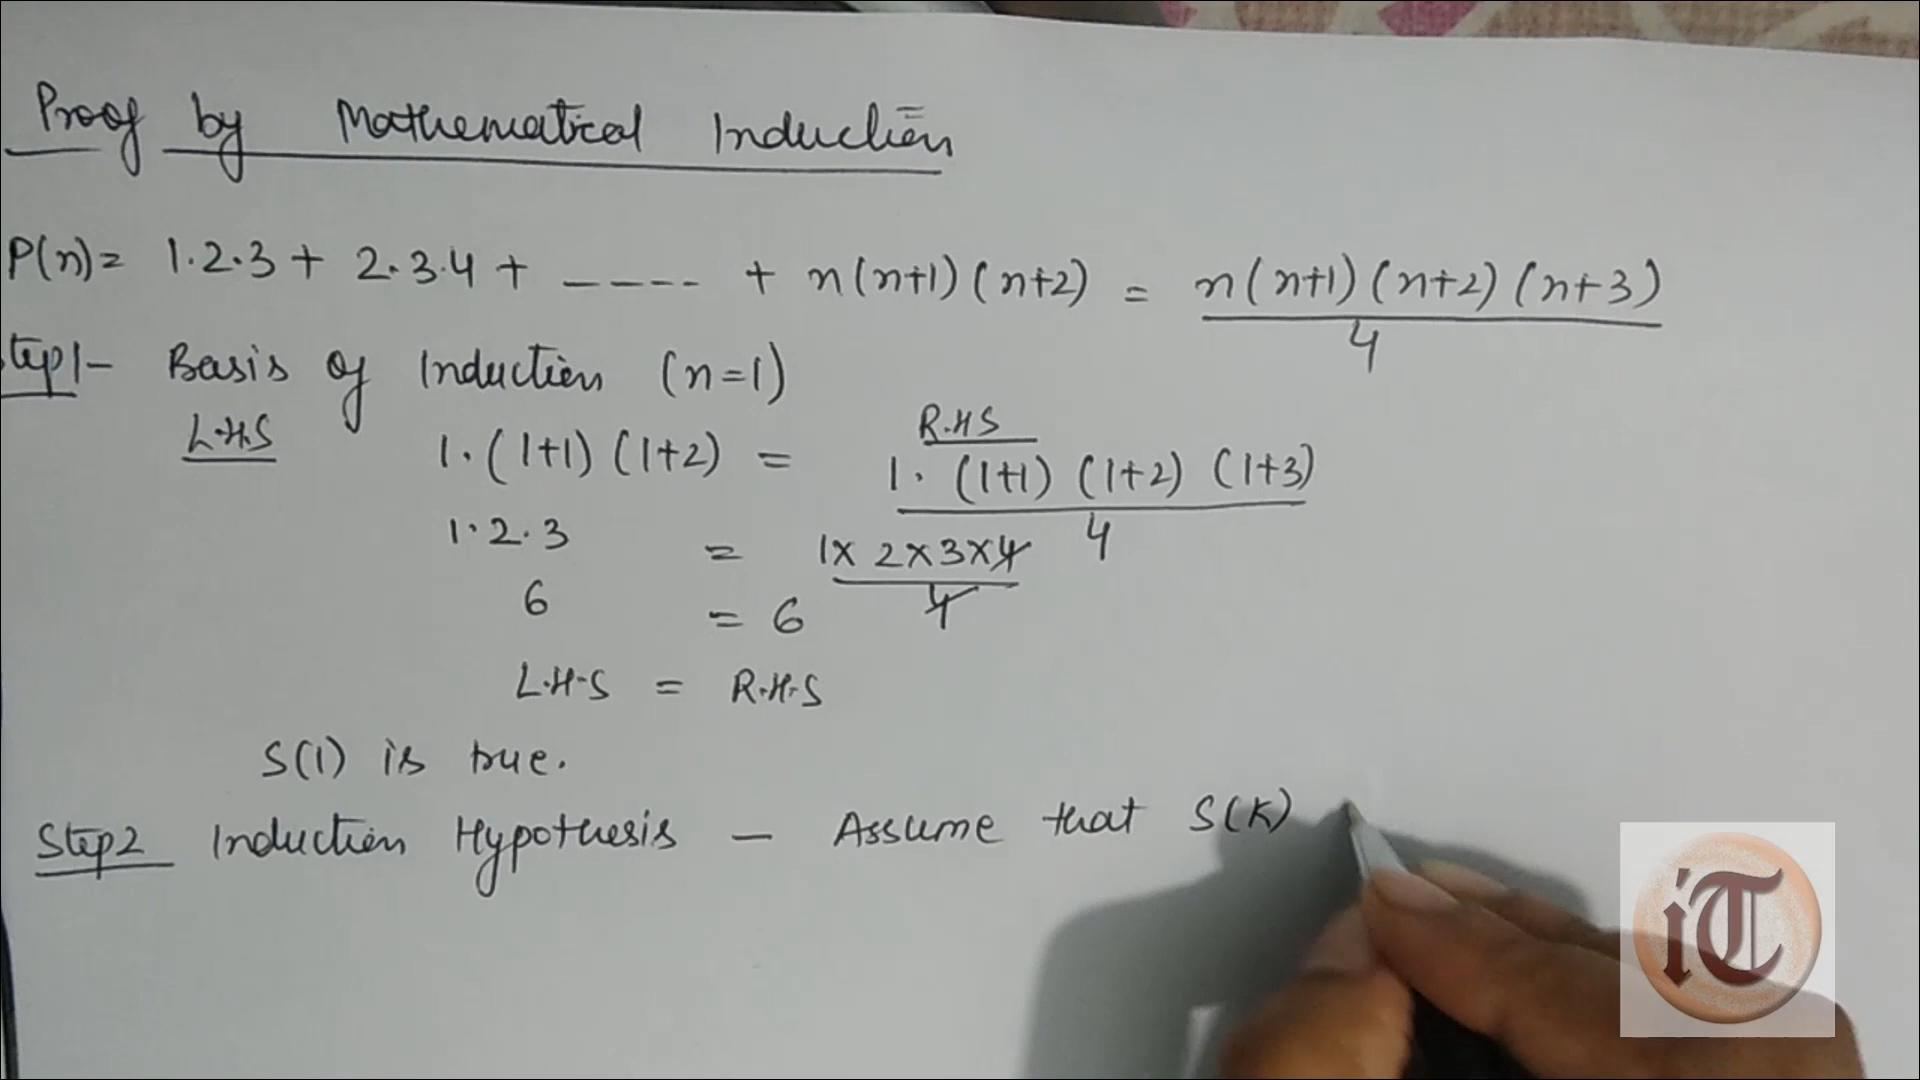 Proof by Mathematical Induction
P(n)= 1.2.3 + 2.3.4 + ----- + n(n+1)(n+2) = n(n+1)(n+2)(n+3)
4
Step1- Basis of Induction (n=1)
L.H.S
R.H.S
1.(1+1)(1+2) = 1.(1+1)(1+2)(1+3)
4
1.2.3 = 1x2x3x4
4
6 = 6
L.H.S = R.H.S
S(1) is true.
Step2 Induction Hypothesis - Assume that S(K)
iT